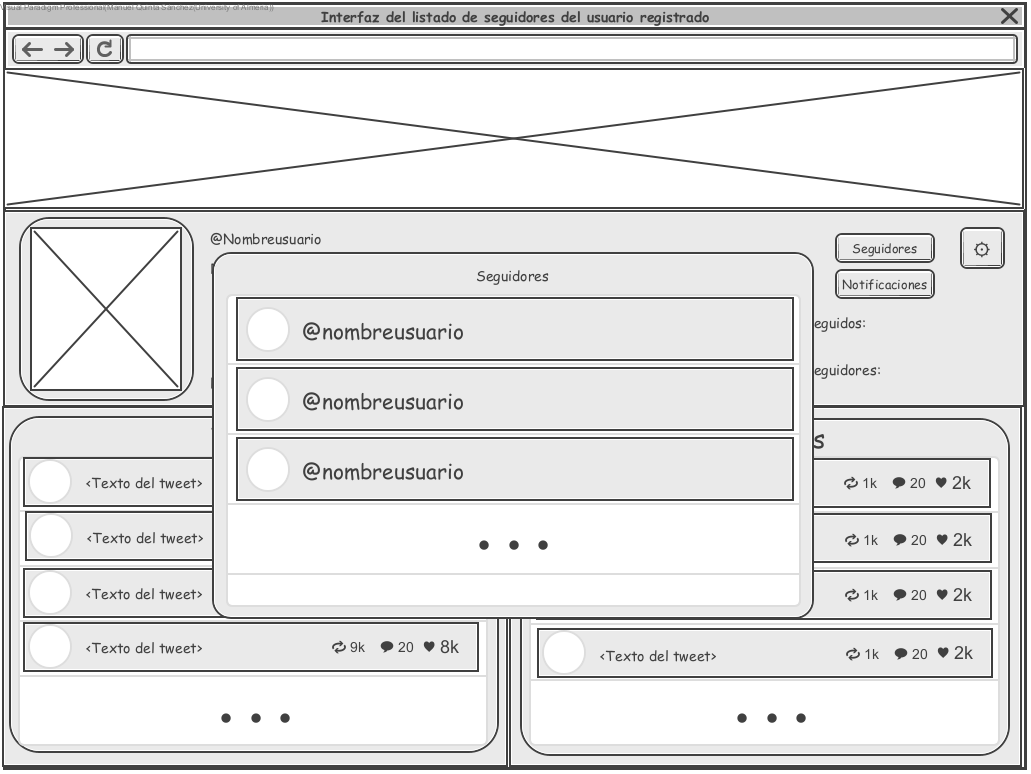 Visual Paradigm Professional(Manuel Quinta Sanchez(University of Almeria))
Interfaz del listado de seguidores del usuario registrado
@Nombreusuario
Seguidores
Notificaciones
Seguidores
@nombreusuario
eguidos:
eguidores:
@nombreusuario
@nombreusuario
s
<Texto del tweet>
1k 20 2k
<Texto del tweet>
1k 20 2k
<Texto del tweet>
1k 20 2k
<Texto del tweet>
9k 20 8k
<Texto del tweet>
1k 20 2k